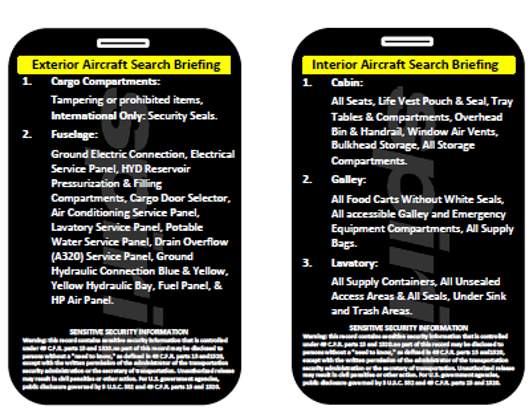 Exterior Aircraft Search Briefing
1. Cargo Compartments:
Tampering or prohibited items,
International Only: Security Seals.
2. Fuselage:
Ground Electric Connection, Electrical
Service Panel, HYD Reservoir
Pressurization & Filling
Compartments, Cargo Door Selector,
Air Conditioning Service Panel,
Lavatory Service Panel, Potable
Water Service Panel, Drain Overflow
(A320) Service Panel, Ground
Hydraulic Connection Blue & Yellow,
Yellow Hydraulic Bay, Fuel Panel, &
HP Air Panel.
SENSITIVE SECURITY INFORMATION
Warning: this record contains sensitive security information that is controlled
under 49 C.F.R. parts 15 and 1520. no part of this record may be disclosed to
persons without a "need to know," as defined in 49 C.F.R. parts 15 and1520,
except with the written permission of the administrator of the transportation
security administration or the secretary of transportation. Unauthorized release
may result in civil penalties or other action. For U.S. government agencies,
public disclosure governed by 5 U.S.C. 552 and 49 C.F.R. parts 15 and 1520.
spirit
Interior Aircraft Search Briefing
1. Cabin:
All Seats, Life Vest Pouch & Seal, Tray
Tables & Compartments, Overhead
Bin & Handrail, Window Air Vents,
Bulkhead Storage, All Storage
Compartments.
2. Galley:
All Food Carts Without White Seals,
All accessible Galley and Emergency
Equipment Compartments, All Supply
Bags.
3. Lavatory:
All Supply Containers, All Unsealed
Access Areas & All Seals, Under Sink
and Trash Areas.
SENSITIVE SECURITY INFORMATION
Warning: this record contains sensitive security information that is controlled
under 49 C.F.R. parts 15 and 1520.no part of this record may be disclosed to
persons without a "need to know," as defined in 49 C.F.R. parts 15 and1520,
except with the written permission of the administrator of the transportation
security administration or the secretary of transportation. Unauthorized release
may result in civil penalties or other action. For U.S. government agencies,
public disclosure governed by 5 U.S.C. 552 and 49 C.F.R. parts 15 and 1520.
spirit